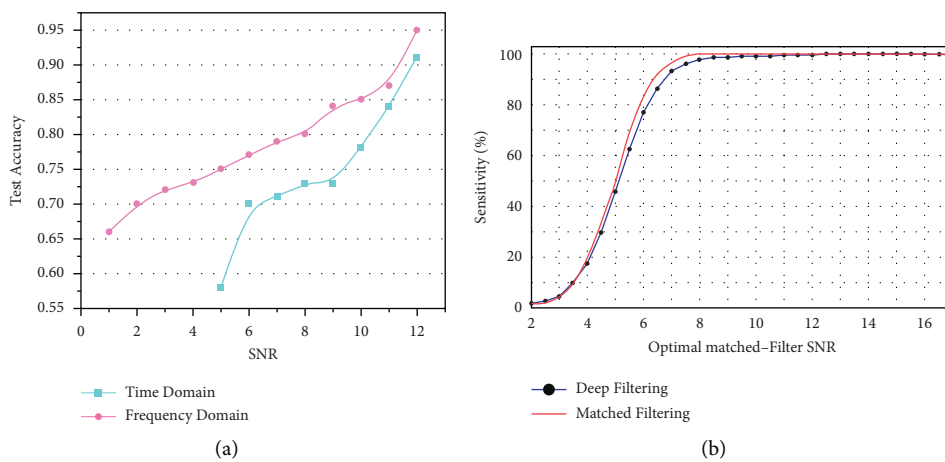 0.95
0.90
0.85
0.80
0.75
0.70
0.60
0.55
Test Accuracy
0 2 4 6 8 10 12
SNR
Time Domain
Frequency Domain
(a)
100
80
60
40
20
0
Sensitivity (%)
2 4 6 8 10 12 14 16
Optimal matched–Filter SNR
Deep Filtering
Matched Filtering
(b)